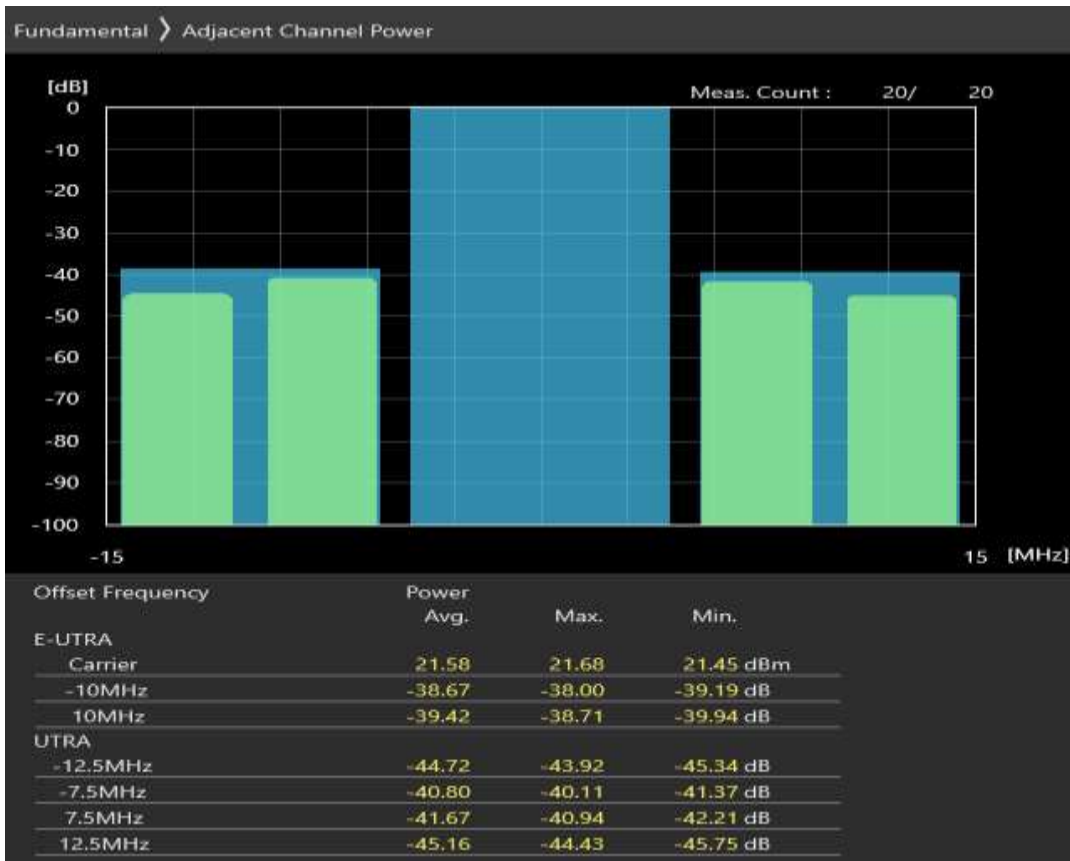 Fundamental 〉 Adjacent Channel Power
[dB]
Meas. Count : 20/ 20
0
-10
-20
-30
-40
-50
-60
-70
-80
-90
-100
-15 15 [MHz]
Offset Frequency Power
Avg. Max. Min.
E-UTRA
Carrier 21.58 21.68 21.45 dBm
-10MHz -38.67 -38.00 -39.19 dB
10MHz -39.42 -38.71 -39.94 dB
UTRA
-12.5MHz -44.72 -43.92 -45.34 dB
-7.5MHz -40.80 -40.11 -41.37 dB
7.5MHz -41.67 -40.94 -42.21 dB
12.5MHz -45.16 -44.43 -45.75 dB